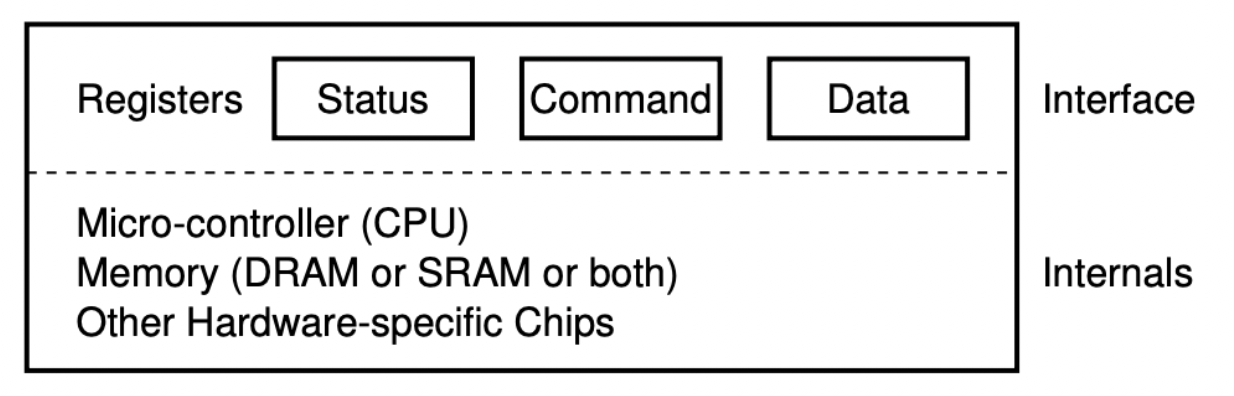 Registers Status Command Data Interface
Micro-controller (CPU)
Memory (DRAM or SRAM or both) Internals
Other Hardware-specific Chips